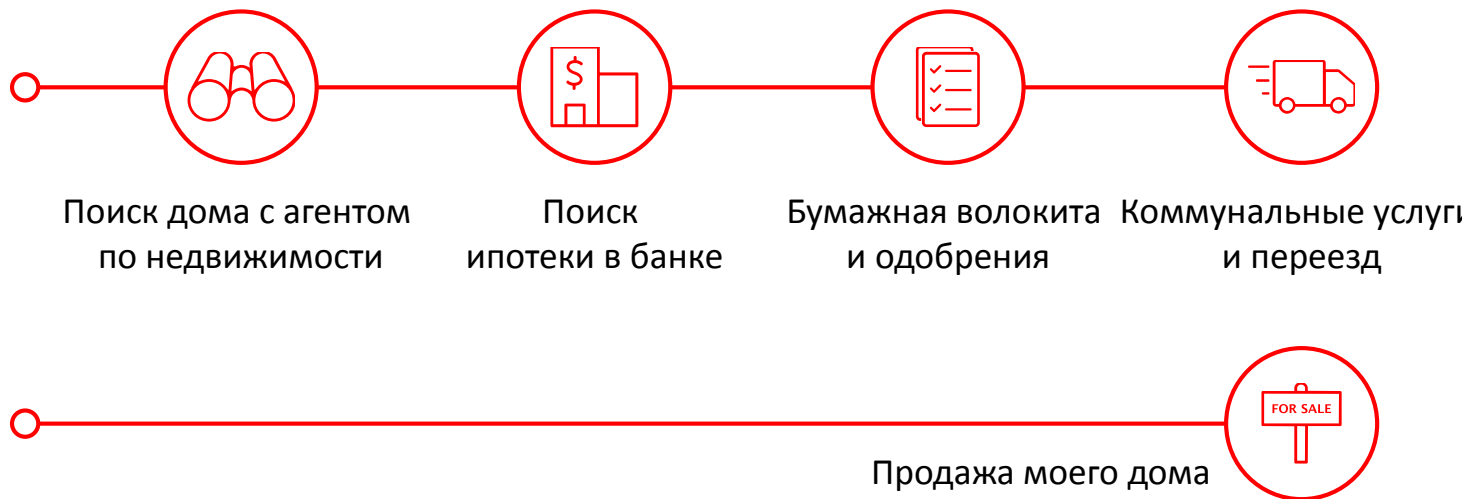 $
Поиск дома с агентом
по недвижимости
Поиск
ипотеки в банке
Бумажная волокита
и одобрения
Коммунальные услуги
и переезд
FOR SALE
Продажа моего дома